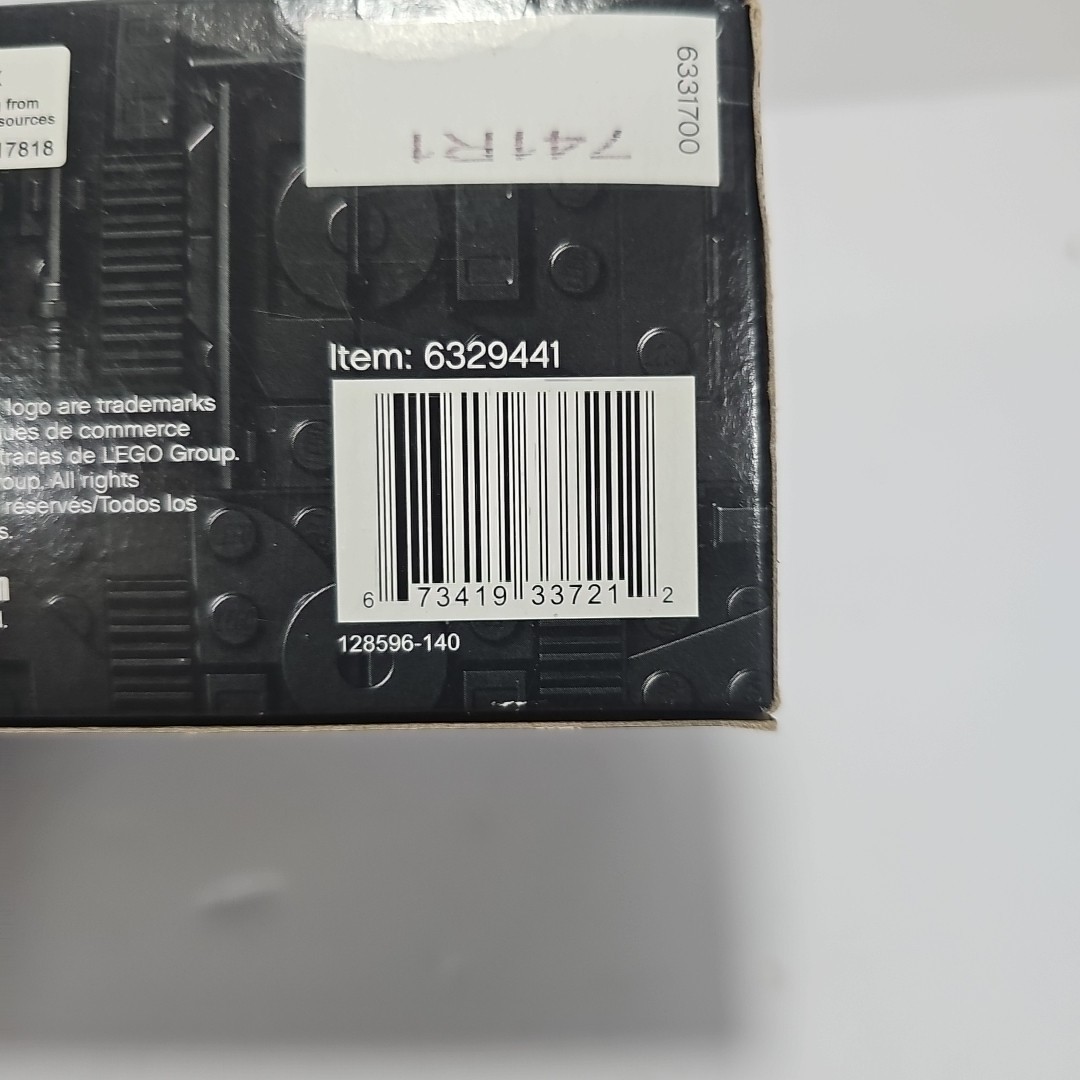 from
sources
17818
6331700
741R1
Item: 6329441
logo are trademarks
ques de commerce
tradas de LEGO Group.
oup. All rights
réservés/Todos los
s.
6 73419 33721 2
128596-140